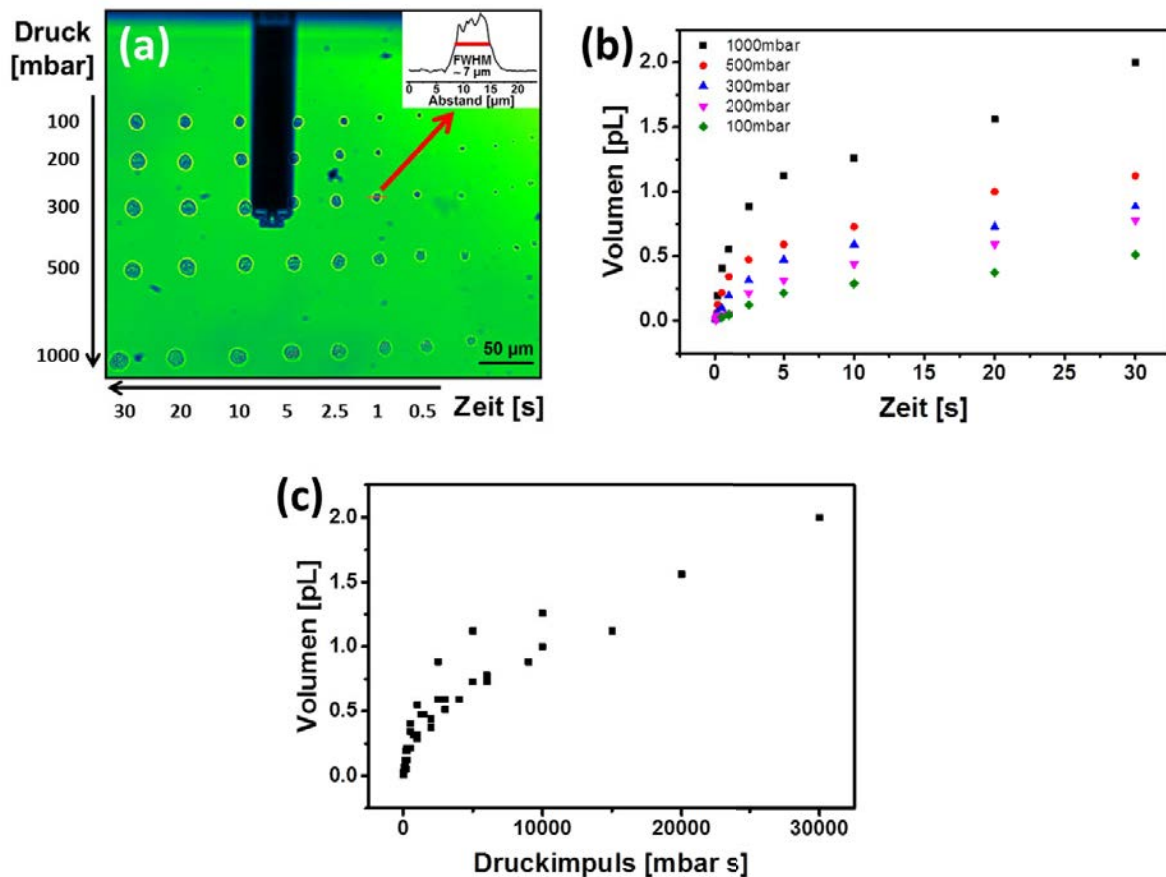 Druck
[mbar]
(a)
FWHM
~ 7 µm
0 5 10 15 20
Abstand [µm]
100
200
300
500
1000
50 µm
30 20 10 5 2.5 1 0.5 Zeit [s]
(b)
1000mbar
500mbar
300mbar
200mbar
100mbar
2.0
1.5
1.0
0.5
0.0
Volumen [pL]
0 5 10 15 20 25 30
Zeit [s]
(c)
2.0
1.5
1.0
0.5
0.0
Volumen [pL]
0 10000 20000 30000
Druckimpuls [mbar s]